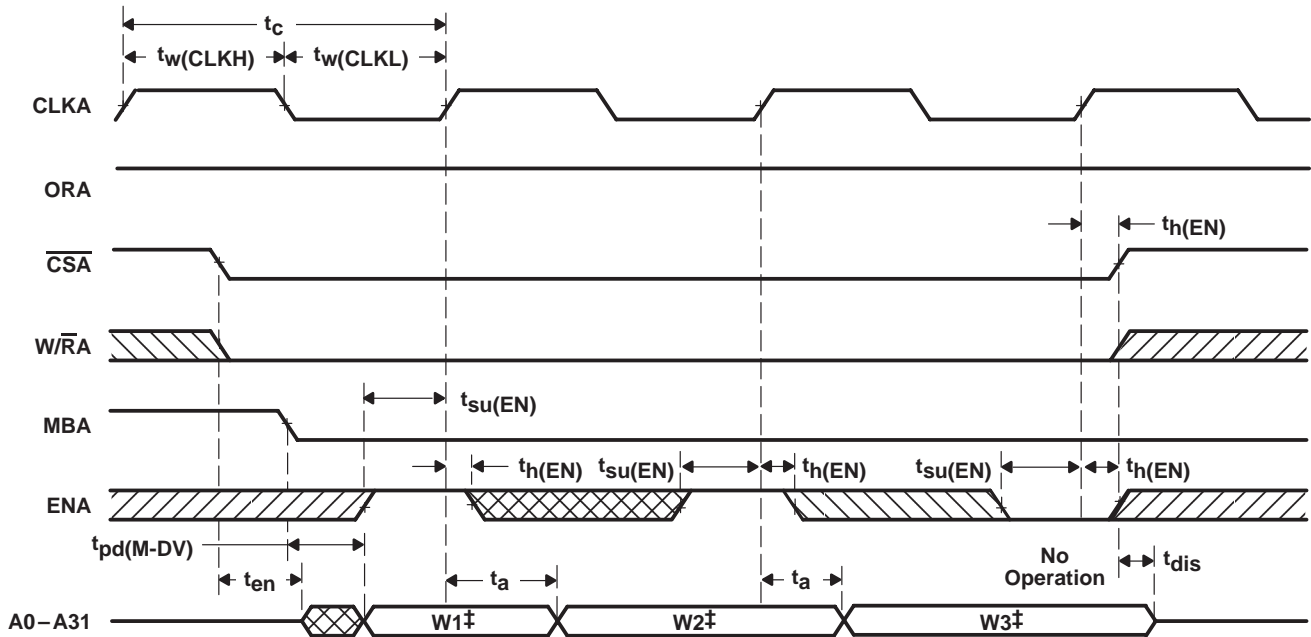 tc
tw(CLKH) tw(CLKL)
CLKA
ORA
th(EN)
CSA
W/RA
tsu(EN)
MBA
th(EN) tsu(EN) th(EN) tsu(EN) th(EN)
ENA
tpd(M-DV)
ten ta ta No Operation tdis
A0–A31 W1‡ W2‡ W3‡